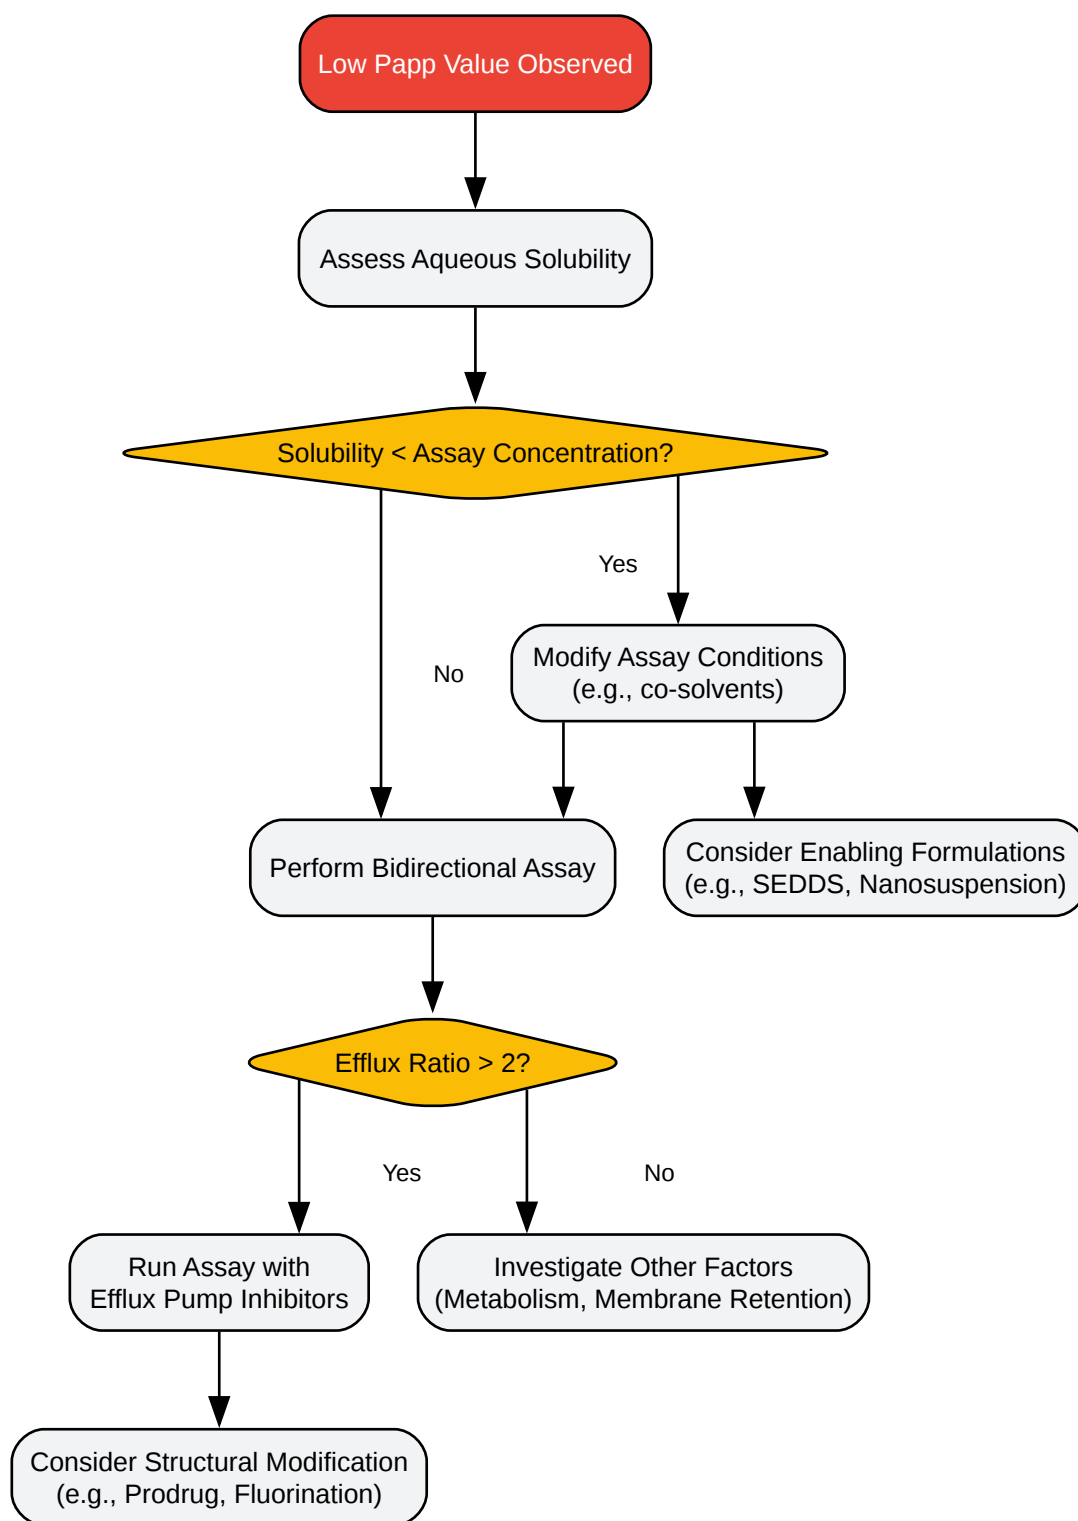 Low Papp Value Observed
Assess Aqueous Solubility
Solubility < Assay Concentration?
Yes
Modify Assay Conditions
(e.g., co-solvents)
No
Perform Bidirectional Assay
Consider Enabling Formulations
(e.g., SEDDS, Nanosuspension)
Efflux Ratio > 2?
Yes
No
Run Assay with
Efflux Pump Inhibitors
Investigate Other Factors
(Metabolism, Membrane Retention)
Consider Structural Modification
(e.g., Prodrug, Fluorination)